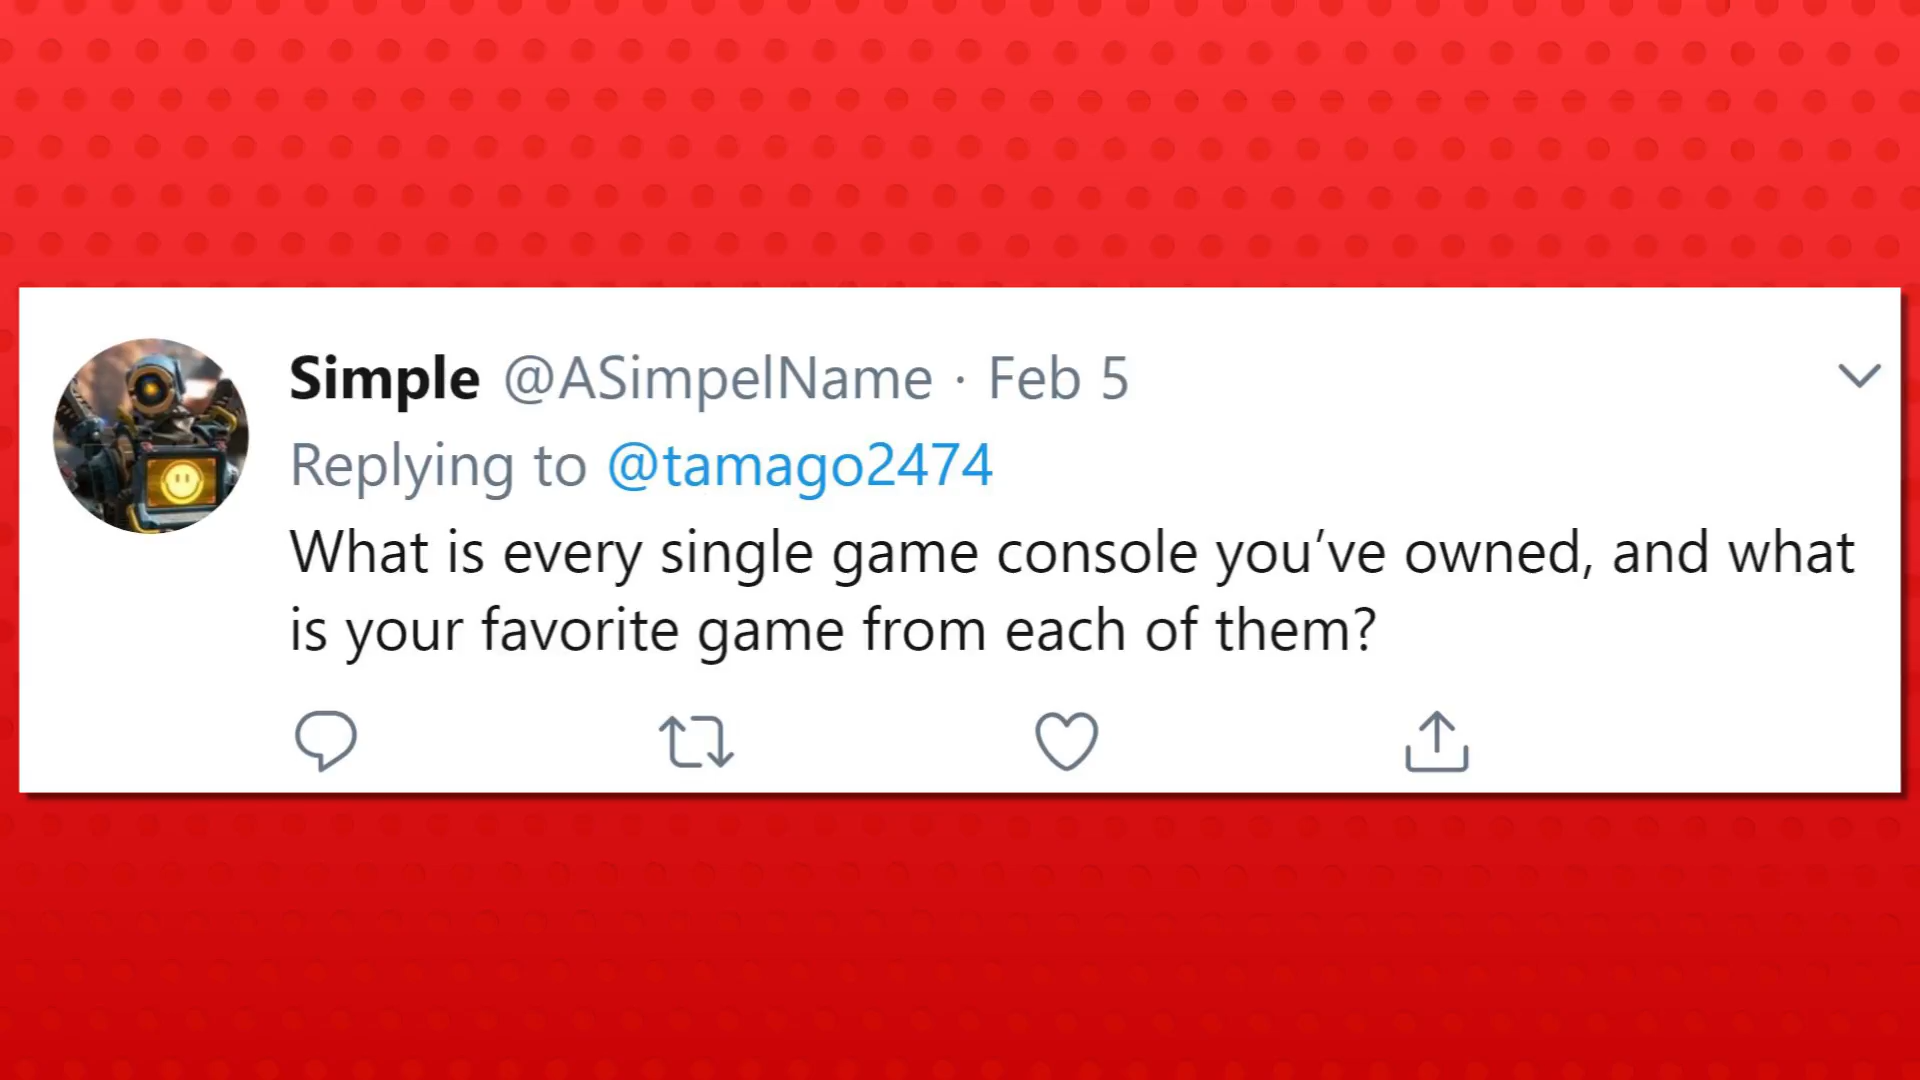 Simple @ASimpelName · Feb 5
Replying to @tamago2474
What is every single game console you’ve owned, and what
is your favorite game from each of them?